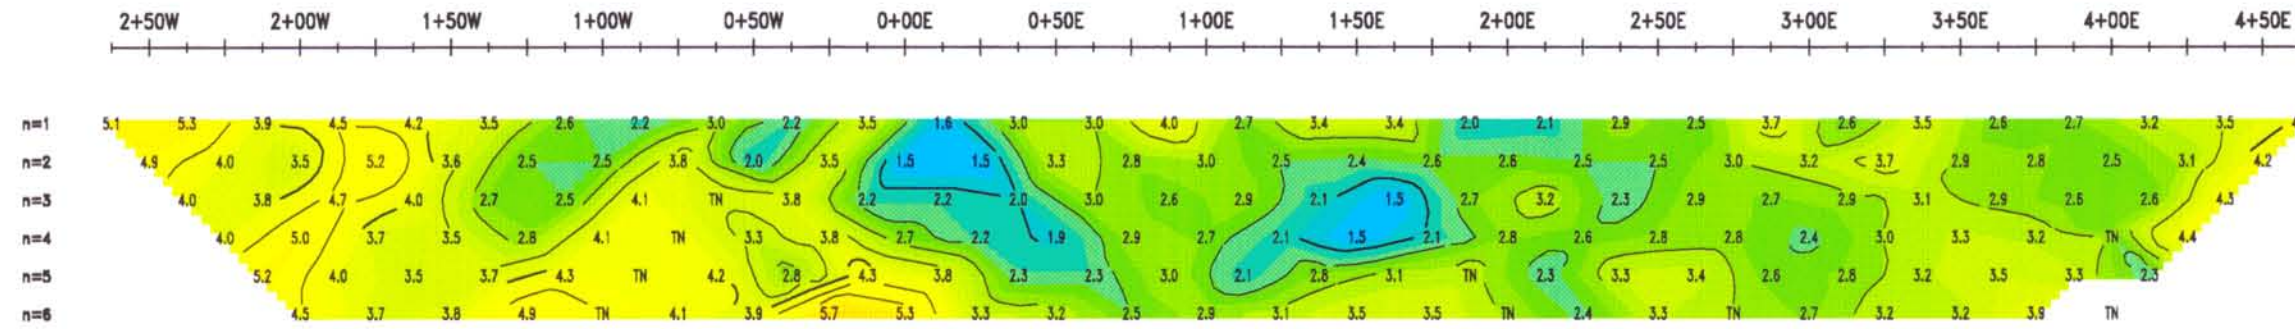 2+50W 2+00W 1+50W 1+00W 0+50W 0+00E 0+50E 1+00E 1+50E 2+00E 2+50E 3+00E 3+50E 4+00E 4+50E
n=1 5.1 5.3 3.9 4.5 4.2 3.5 2.6 2.2 3.0 2.2 3.5 1.6 3.0 3.0 4.0 2.7 3.4 3.4 2.0 2.1 2.9 2.5 3.7 2.6 3.5 2.6 2.7 3.2 3.5
n=2 4.9 4.0 3.5 5.2 3.6 2.5 2.5 3.8 2.0 3.5 1.5 1.5 3.3 2.8 3.0 2.5 2.4 2.6 2.6 2.5 2.5 3.0 3.2 3.7 2.9 2.8 2.5 3.1 4.2
n=3 4.0 3.8 4.7 4.0 2.7 2.5 4.1 TN 3.8 2.2 2.2 2.0 3.0 2.6 2.9 2.1 1.5 2.7 3.2 2.3 2.9 2.7 2.9 3.1 2.9 2.6 2.6 4.3
n=4 4.0 5.0 3.7 3.5 2.8 4.1 TN 3.3 3.8 2.7 2.2 1.9 2.9 2.7 2.1 1.5 2.1 2.8 2.6 2.8 2.8 2.4 3.0 3.3 3.2 TN 4.4
n=5 5.2 4.0 3.5 3.7 4.3 TN 4.2 2.8 4.3 3.8 2.3 2.3 3.0 2.1 2.8 3.1 TN 2.3 3.3 3.4 2.6 2.8 3.2 3.5 3.3 2.3
n=6 4.5 3.7 3.8 4.9 TN 4.1 3.9 5.7 5.3 3.3 3.2 2.5 2.9 3.1 3.5 3.5 TN 2.4 3.3 TN 2.7 3.2 3.2 3.9 TN